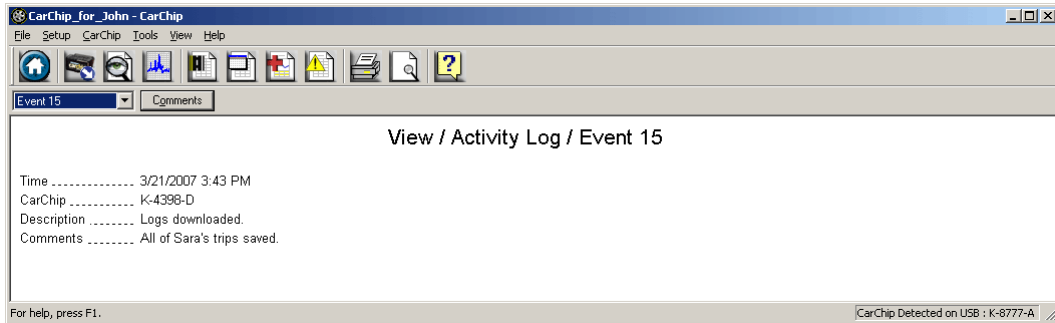 CarChip_for_John - CarChip
File Setup CarChip Tools View Help
Event 15 Comments
View / Activity Log / Event 15
Time .............. 3/21/2007 3:43 PM
CarChip ........... K-4398-D
Description ........ Logs downloaded.
Comments ........ All of Sara's trips saved.
For help, press F1. CarChip Detected on USB : K-8777-A